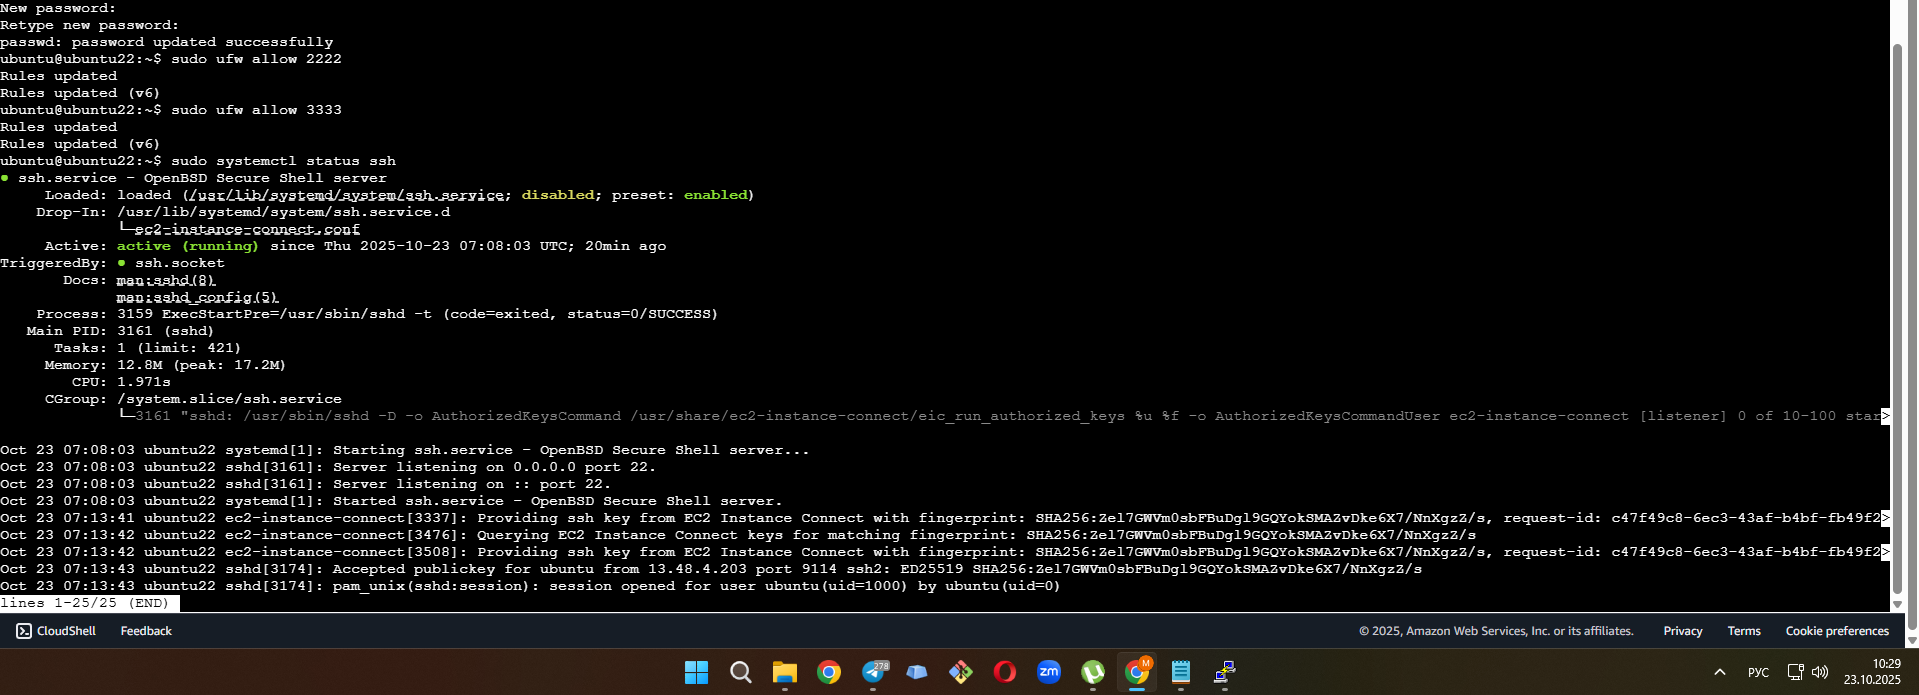 New password:
Retype new password:
passwd: password updated successfully
ubuntu@ubuntu22:~$ sudo ufw allow 2222
Rules updated
Rules updated (v6)
ubuntu@ubuntu22:~$ sudo ufw allow 3333
Rules updated
Rules updated (v6)
ubuntu@ubuntu22:~$ sudo systemctl status ssh
● ssh.service - OpenBSD Secure Shell server
Loaded: loaded (/usr/lib/systemd/system/ssh.service; disabled; preset: enabled)
Drop-In: /usr/lib/systemd/system/ssh.service.d
└─ec2-instance-connect.conf
Active: active (running) since Thu 2025-10-23 07:08:03 UTC; 20min ago
TriggeredBy: ● ssh.socket
Docs: man:sshd(8)
man:sshd_config(5)
Process: 3159 ExecStartPre=/usr/sbin/sshd -t (code=exited, status=0/SUCCESS)
Main PID: 3161 (sshd)
Tasks: 1 (limit: 421)
Memory: 12.8M (peak: 17.2M)
CPU: 1.971s
CGroup: /system.slice/ssh.service
└─3161 "sshd: /usr/sbin/sshd -D -o AuthorizedKeysCommand /usr/share/ec2-instance-connect/eic_run_authorized_keys %u %f -o AuthorizedKeysCommandUser ec2-instance-connect [listener] 0 of 10-100 star>
Oct 23 07:08:03 ubuntu22 systemd[1]: Starting ssh.service - OpenBSD Secure Shell server...
Oct 23 07:08:03 ubuntu22 sshd[3161]: Server listening on 0.0.0.0 port 22.
Oct 23 07:08:03 ubuntu22 sshd[3161]: Server listening on :: port 22.
Oct 23 07:08:03 ubuntu22 systemd[1]: Started ssh.service - OpenBSD Secure Shell server.
Oct 23 07:13:41 ubuntu22 ec2-instance-connect[3337]: Providing ssh key from EC2 Instance Connect with fingerprint: SHA256:Zel7GWVm0sbFBuDgl9GQYokSMAZvDke6X7/NnXgzZ/s, request-id: c47f49c8-6ec3-43af-b4bf-fb49f2>
Oct 23 07:13:42 ubuntu22 ec2-instance-connect[3476]: Querying EC2 Instance Connect keys for matching fingerprint: SHA256:Zel7GWVm0sbFBuDgl9GQYokSMAZvDke6X7/NnXgzZ/s
Oct 23 07:13:42 ubuntu22 ec2-instance-connect[3508]: Providing ssh key from EC2 Instance Connect with fingerprint: SHA256:Zel7GWVm0sbFBuDgl9GQYokSMAZvDke6X7/NnXgzZ/s, request-id: c47f49c8-6ec3-43af-b4bf-fb49f2>
Oct 23 07:13:43 ubuntu22 sshd[3174]: Accepted publickey for ubuntu from 13.48.4.203 port 9114 ssh2: ED25519 SHA256:Zel7GWVm0sbFBuDgl9GQYokSMAZvDke6X7/NnXgzZ/s
Oct 23 07:13:43 ubuntu22 sshd[3174]: pam_unix(sshd:session): session opened for user ubuntu(uid=1000) by ubuntu(uid=0)
lines 1-25/25 (END)
CloudShell Feedback © 2025, Amazon Web Services, Inc. or its affiliates. Privacy Terms Cookie preferences
278 zm M РУС 10:29
23.10.2025